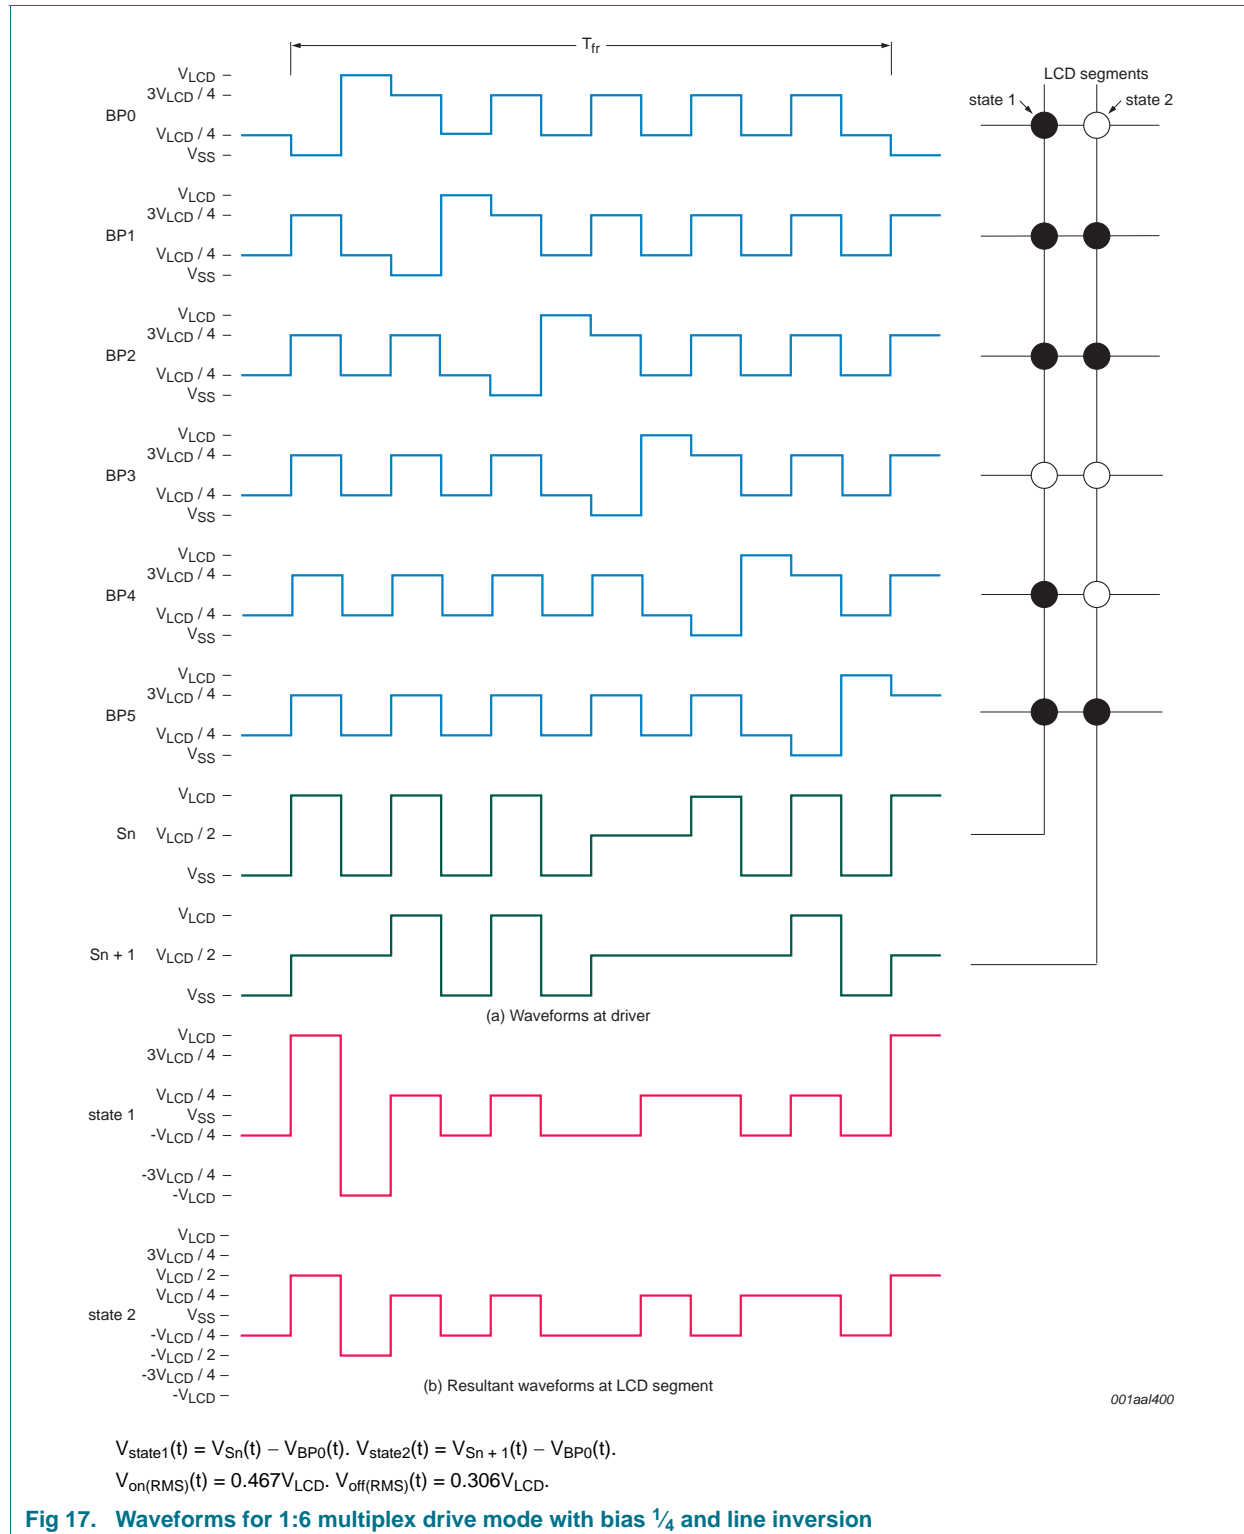 Tfr
VLCD
3VLCD / 4
BP0
VLCD / 4
VSS
LCD segments
state 1
state 2
VLCD
3VLCD / 4
BP1
VLCD / 4
VSS
VLCD
3VLCD / 4
BP2
VLCD / 4
VSS
VLCD
3VLCD / 4
BP3
VLCD / 4
VSS
VLCD
3VLCD / 4
BP4
VLCD / 4
VSS
VLCD
3VLCD / 4
BP5
VLCD / 4
VSS
VLCD
Sn
VLCD / 2
VSS
VLCD
Sn + 1
VLCD / 2
VSS
(a) Waveforms at driver
VLCD
3VLCD / 4
VLCD / 4
state 1
VSS
-VLCD / 4
-3VLCD / 4
-VLCD
VLCD
3VLCD / 4
VLCD / 2
VLCD / 4
state 2
VSS
-VLCD / 4
-VLCD / 2
-3VLCD / 4
-VLCD
(b) Resultant waveforms at LCD segment
001aal400
Vstate1(t) = VSn(t) − VBP0(t). Vstate2(t) = VSn + 1(t) − VBP0(t).
Von(RMS)(t) = 0.467VLCD. Voff(RMS)(t) = 0.306VLCD.
Fig 17. Waveforms for 1:6 multiplex drive mode with bias 1⁄4 and line inversion